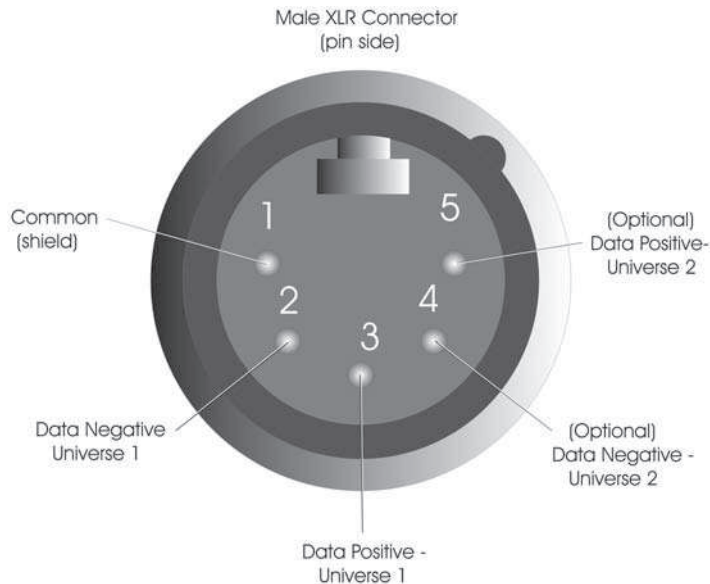 Male XLR Connector
(pin side)
1
5
Common
(shield)
(Optional)
Data Positive-
Universe 2
2
4
3
Data Negative
Universe 1
(Optional)
Data Negative -
Universe 2
Data Positive -
Universe 1